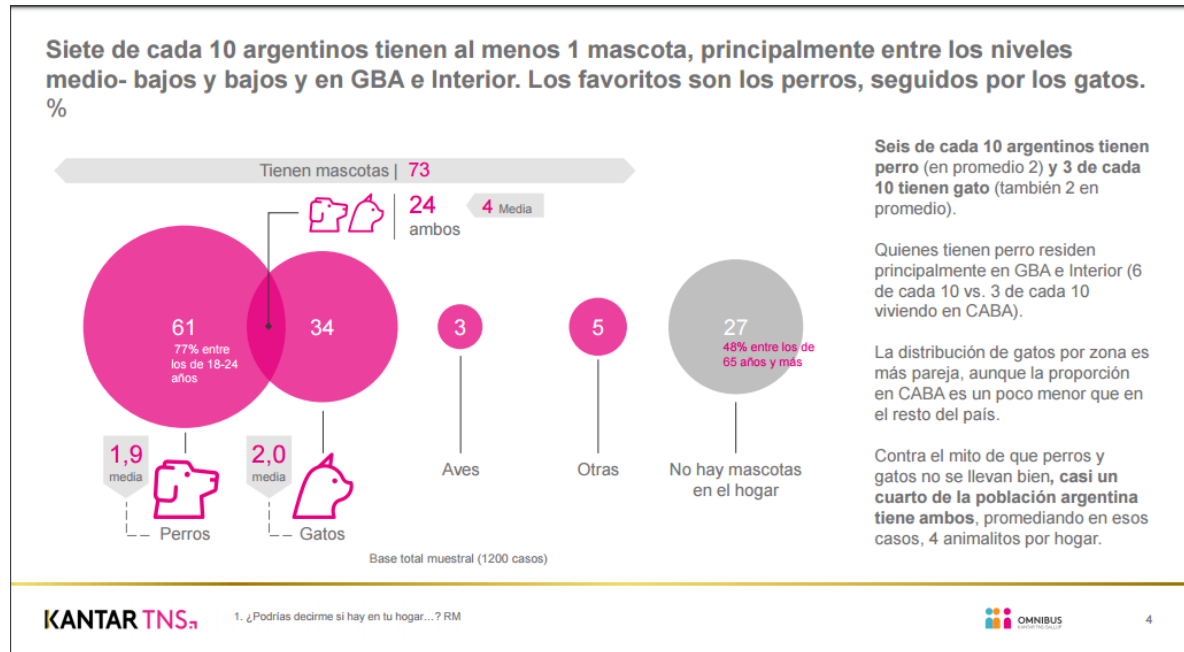 Siete de cada 10 argentinos tienen al menos 1 mascota, principalmente entre los niveles
medio- bajos y bajos y en GBA e Interior. Los favoritos son los perros, seguidos por los gatos.
%
Tienen mascotas | 73
24
ambos
4 Media
61
77% entre
los de 18-24
años
34
3
5
27
48% entre los de
65 años y más
1,9
media
Perros
2,0
media
Gatos
Aves
Otras
No hay mascotas
en el hogar
Base total muestral (1200 casos)
Seis de cada 10 argentinos tienen
perro (en promedio 2) y 3 de cada
10 tienen gato (también 2 en
promedio).
Quienes tienen perro residen
principalmente en GBA e Interior (6
de cada 10 vs. 3 de cada 10
viviendo en CABA).
La distribución de gatos por zona es
más pareja, aunque la proporción
en CABA es un poco menor que en
el resto del país.
Contra el mito de que perros y
gatos no se llevan bien, casi un
cuarto de la población argentina
tiene ambos, promediando en esos
casos, 4 animalitos por hogar.
KANTAR TNS
1. ¿Podrías decirme si hay en tu hogar…? RM
OMNIBUS
KANTAR TNS GALLUP
4